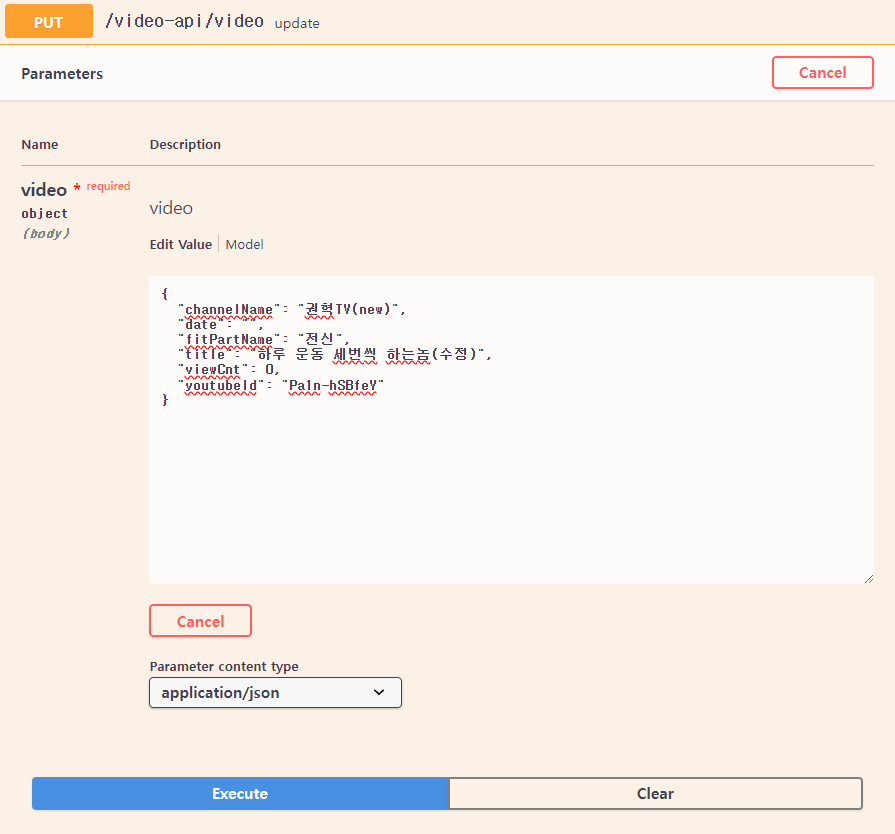 PUT /video-api/video update
Parameters
Cancel
Name Description
video * required
object
(body)
video
Edit Value Model
{
"channelName": "권혁TV(new)",
"date": "",
"fitPartName": "전신",
"title": "하루 운동 세번씩 하는놈(수정)",
"viewCnt": 0,
"youtubeId": "Pa1n-hSBfeY"
}
Cancel
Parameter content type
application/json
Execute
Clear